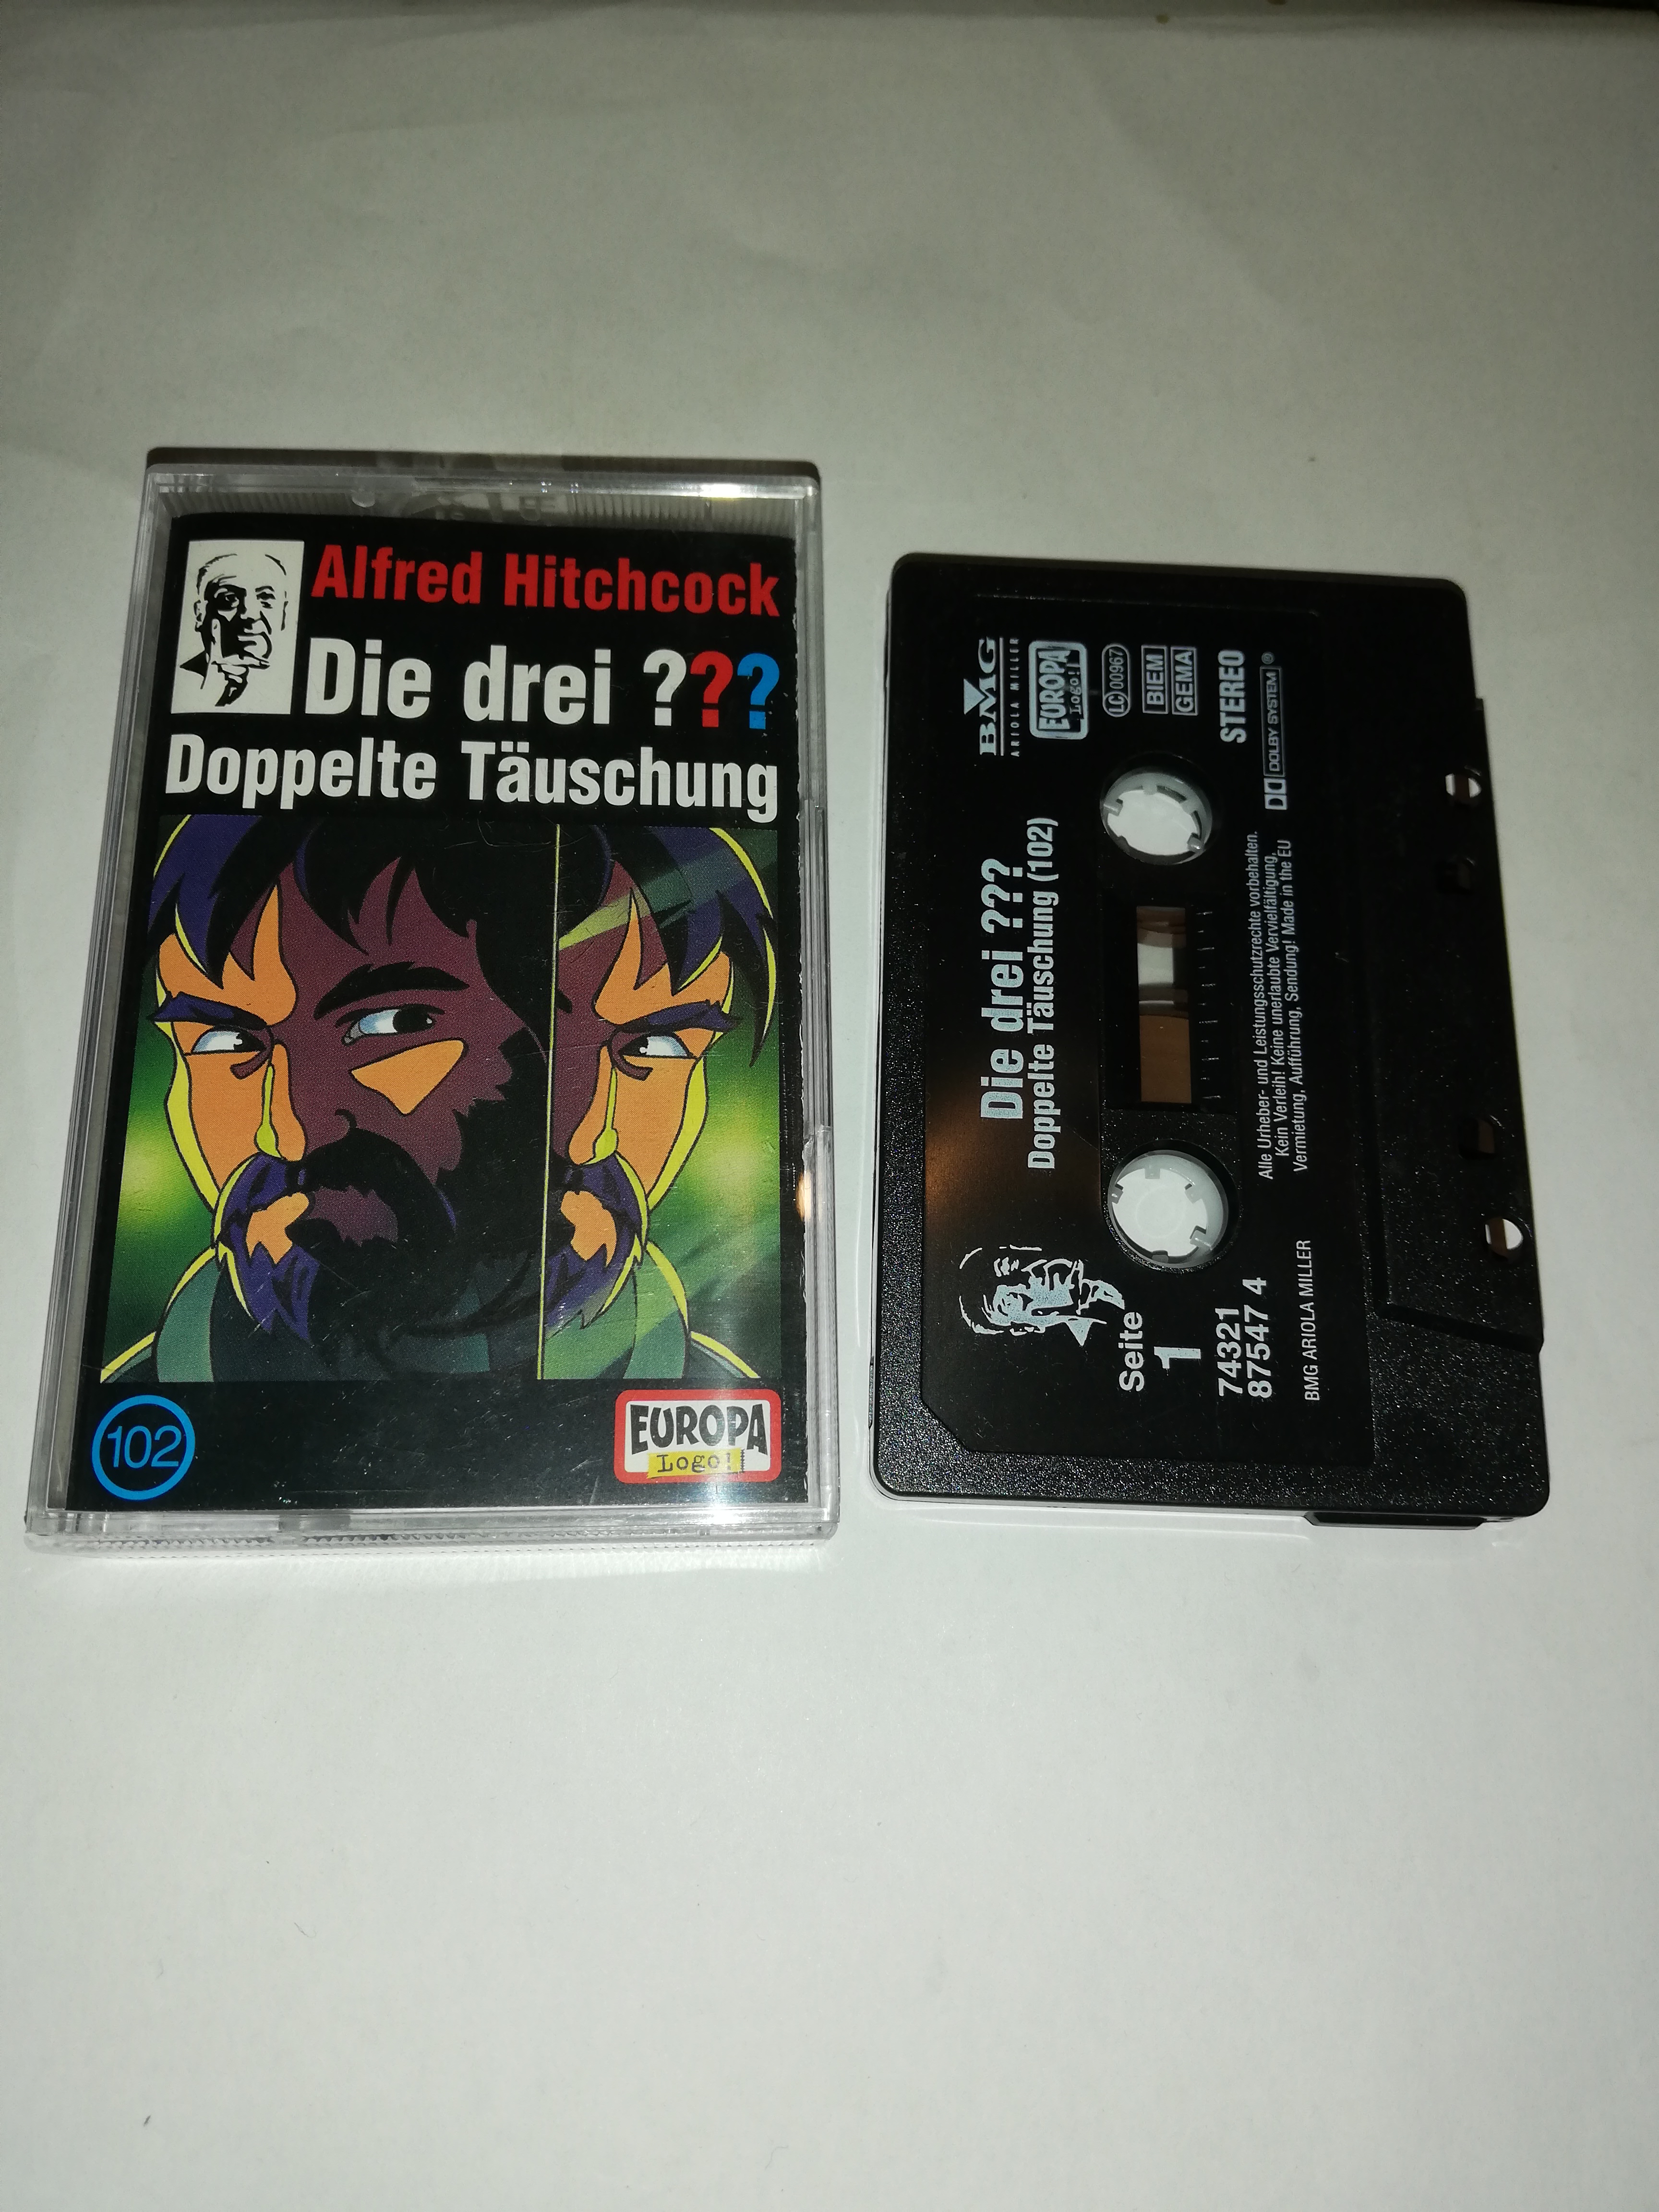 Alfred Hitchcock
Die drei ???
Doppelte Täuschung
102
EUROPA
Logo!
BMG
ARIOLA MILLER
EUROPA
Logo!
LC 00967
BIEM
GEMA
STEREO
DOLBY SYSTEM®
Die drei ???
Doppelte Täuschung (102)
Alle Urheber- und Leistungsschutzrechte vorbehalten.
Kein Verleih! Keine unerlaubte Vervielfältigung,
Vermietung, Aufführung, Sendung! Made in the EU
Seite
1
74321
87547 4
BMG ARIOLA MILLER